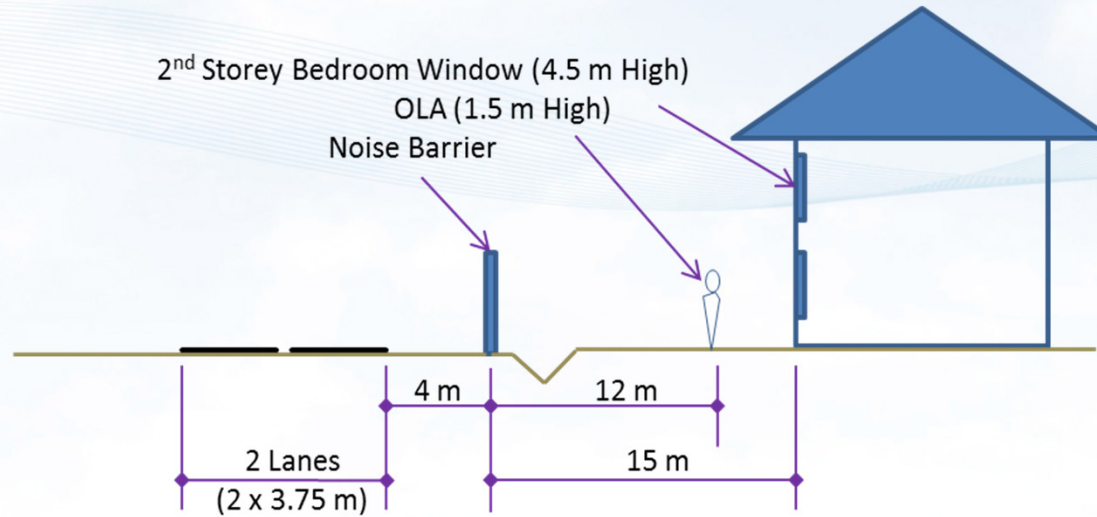 2nd Storey Bedroom Window (4.5 m High)
OLA (1.5 m High)
Noise Barrier
4 m
12 m
2 Lanes
(2 x 3.75 m)
15 m